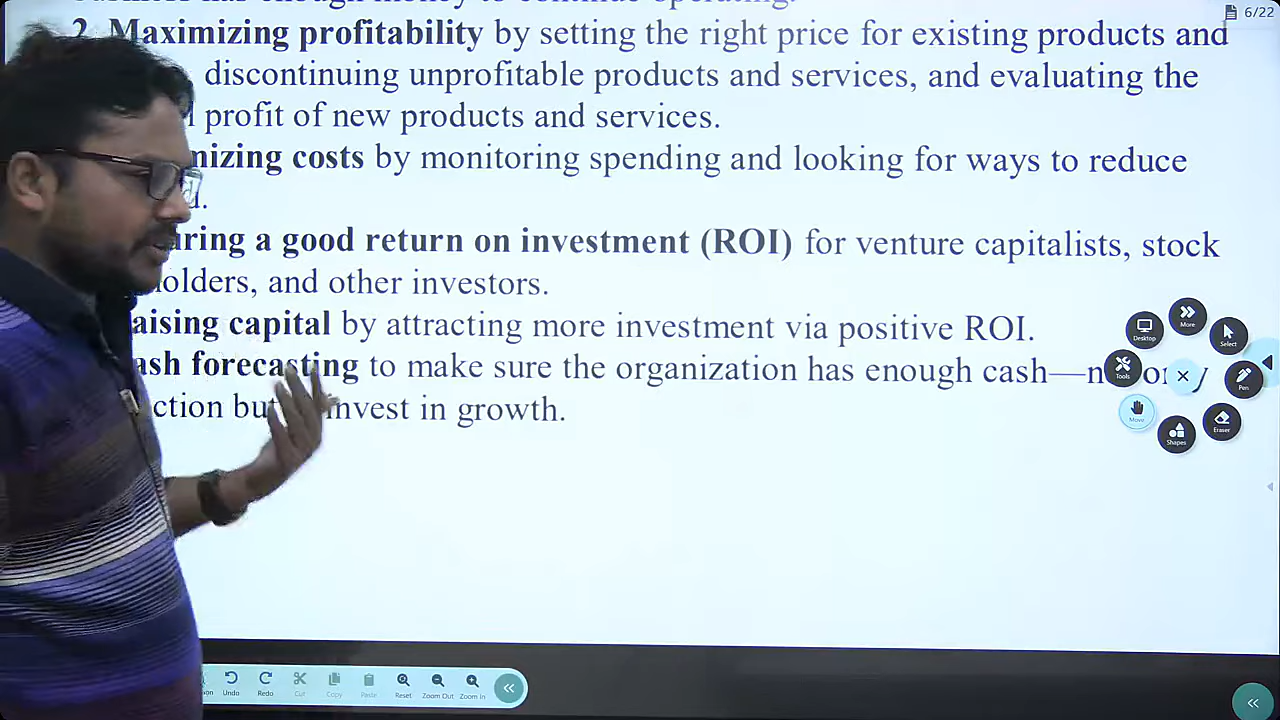 2. Maximizing profitability by setting the right price for existing products and
discontinuing unprofitable products and services, and evaluating the
profit of new products and services.
mizing costs by monitoring spending and looking for ways to reduce
uring a good return on investment (ROI) for venture capitalists, stock
holders, and other investors.
aising capital by attracting more investment via positive ROI.
ash forecasting to make sure the organization has enough cash—
ction but invest in growth.
6/22
More
Desktop
Select
Tools
Pen
Move
Eraser
Shapes
Undo
Redo
Cut
Copy
Paste
Reset
Zoom Out
Zoom In